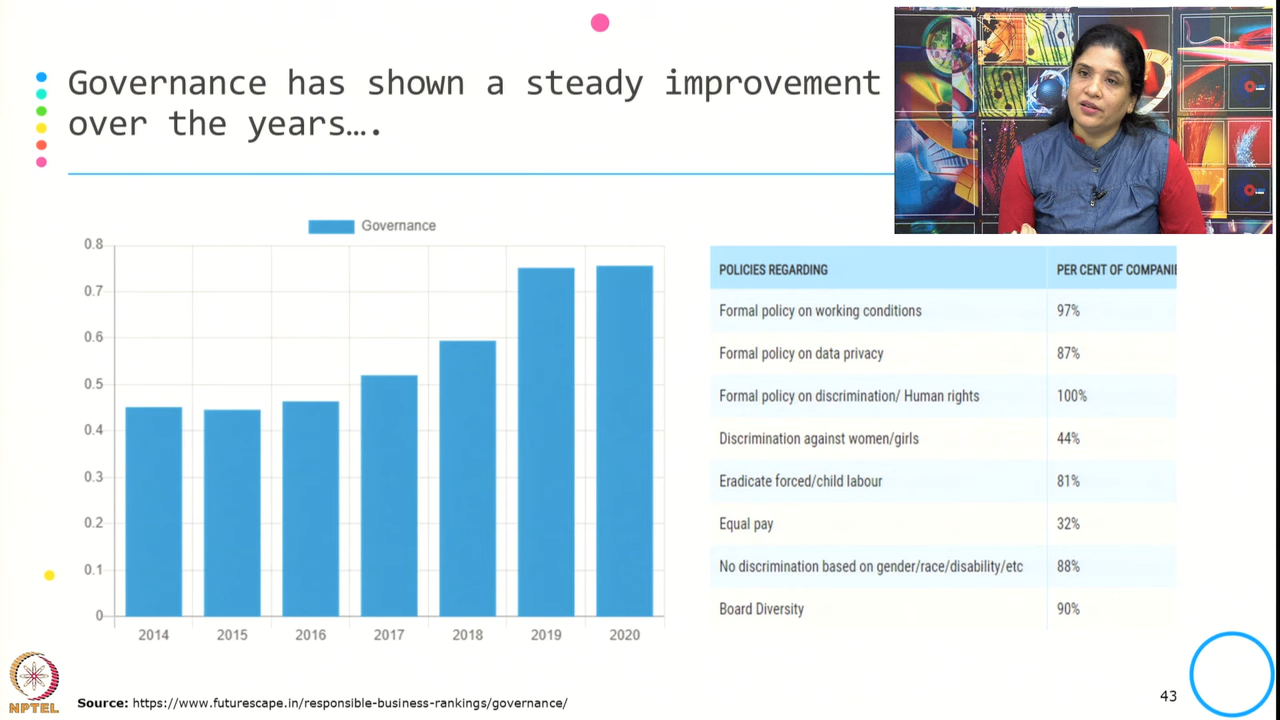 Governance has shown a steady improvement
over the years….
Governance
0.8
0.7
0.6
0.5
0.4
0.3
0.2
0.1
0
2014 2015 2016 2017 2018 2019 2020
POLICIES REGARDING PER CENT OF COMPANIE
Formal policy on working conditions 97%
Formal policy on data privacy 87%
Formal policy on discrimination/ Human rights 100%
Discrimination against women/girls 44%
Eradicate forced/child labour 81%
Equal pay 32%
No discrimination based on gender/race/disability/etc 88%
Board Diversity 90%
NPTEL
Source: https://www.futurescape.in/responsible-business-rankings/governance/
43